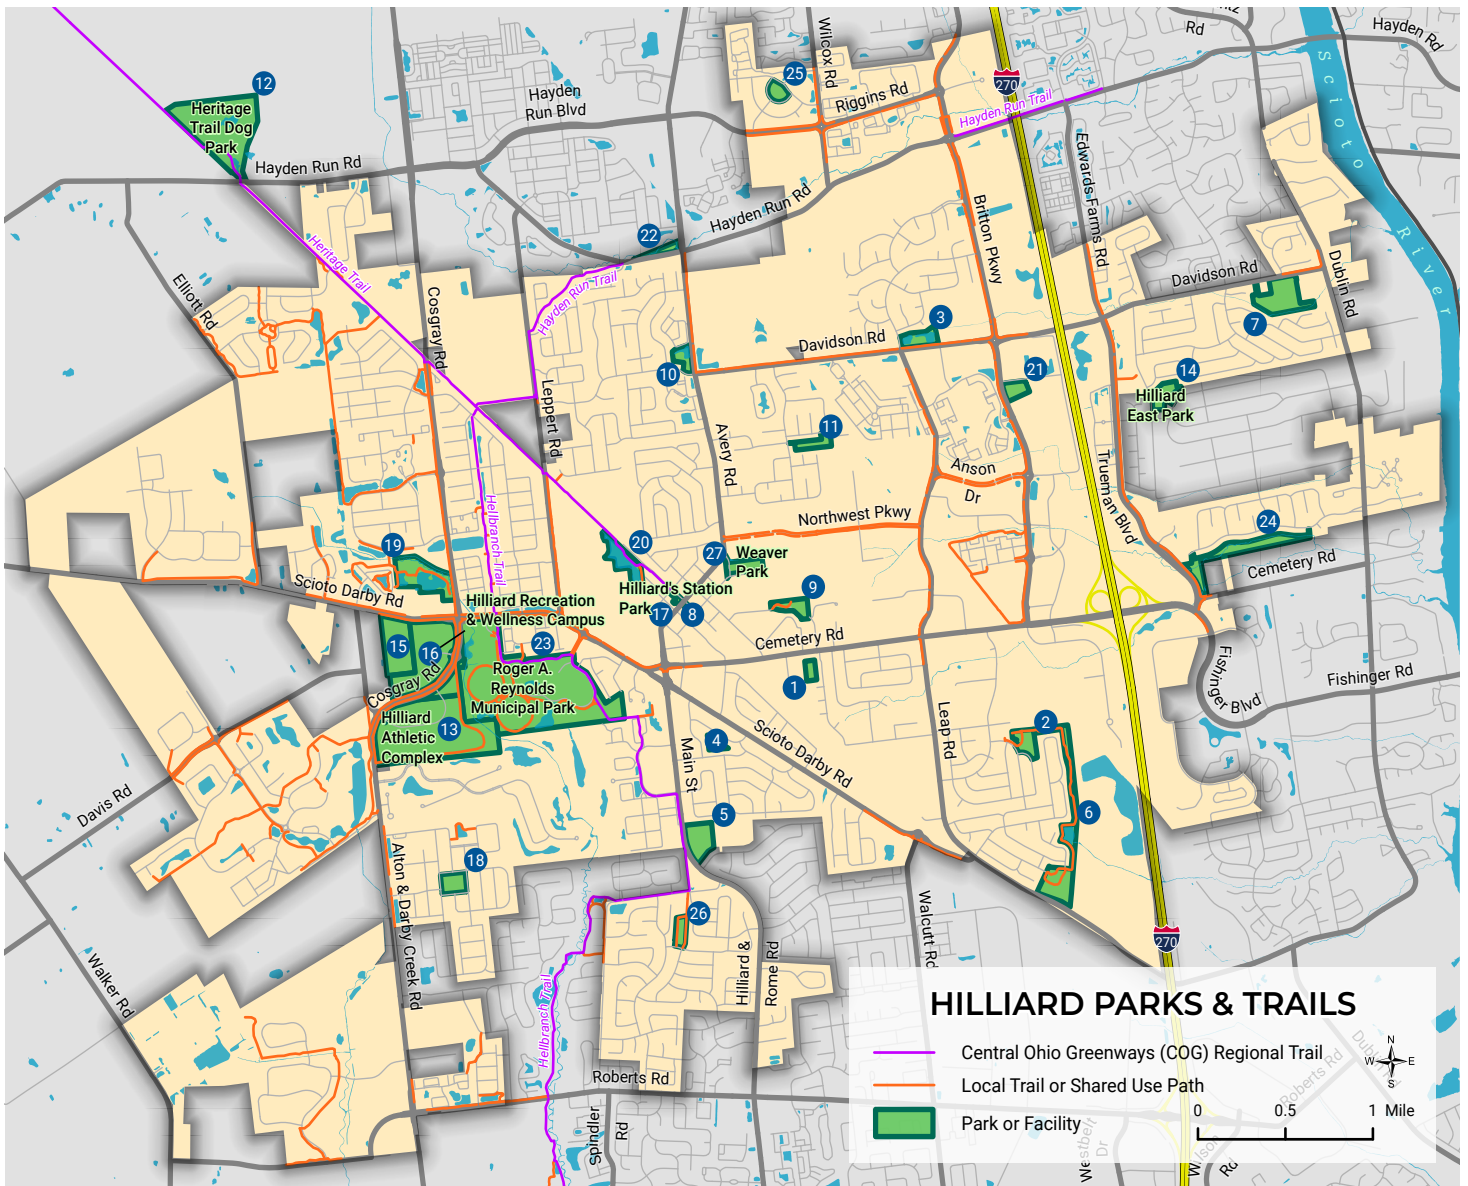 Hayden
Rd
Rd
Scioto
River
12
Heritage
Trail Dog
Park
Hayden Run Rd
Hayden
Run Blvd
25
Wilcox Rd
Riggins Rd
270
Hayden Run Trail
Edwards Farms Rd
Britton Pkwy
22
Hayden Run Rd
Heritage Trail
Hayden Run Trail
Elliott Rd
Cosgray Rd
Davidson Rd
Dublin Rd
7
3
Davidson Rd
10
21
14
Hilliard
East Park
Leppert Rd
11
Avery Rd
Anson
Dr
Trueman Blvd
Northwest Pkwy
24
Cemetery Rd
Hellbranch Trail
19
20
27
Weaver
Park
Scioto Darby Rd
Hilliard's Station
Park
17
8
9
Hilliard Recreation
& Wellness Campus
15
16
23
Cemetery Rd
Cosgray Rd
Roger A.
Reynolds
Municipal Park
1
Fishinger Blvd
Fishinger Rd
Hilliard
Athletic
Complex
13
4
Main St
Scioto Darby Rd
Leap Rd
2
Davis Rd
5
6
18
Alton & Darby Creek Rd
26
Walcutt Rd
270
Walker Rd
Hilliard &
Rome Rd
Hellbranch Trail
Roberts Rd
Spindler
Rd
HILLIARD PARKS & TRAILS
Central Ohio Greenways (COG) Regional Trail
Local Trail or Shared Use Path
Park or Facility
N
W E
S
0 0.5 1 Mile
Roberts Rd
Westbelt
Dr
Wilson
Rd